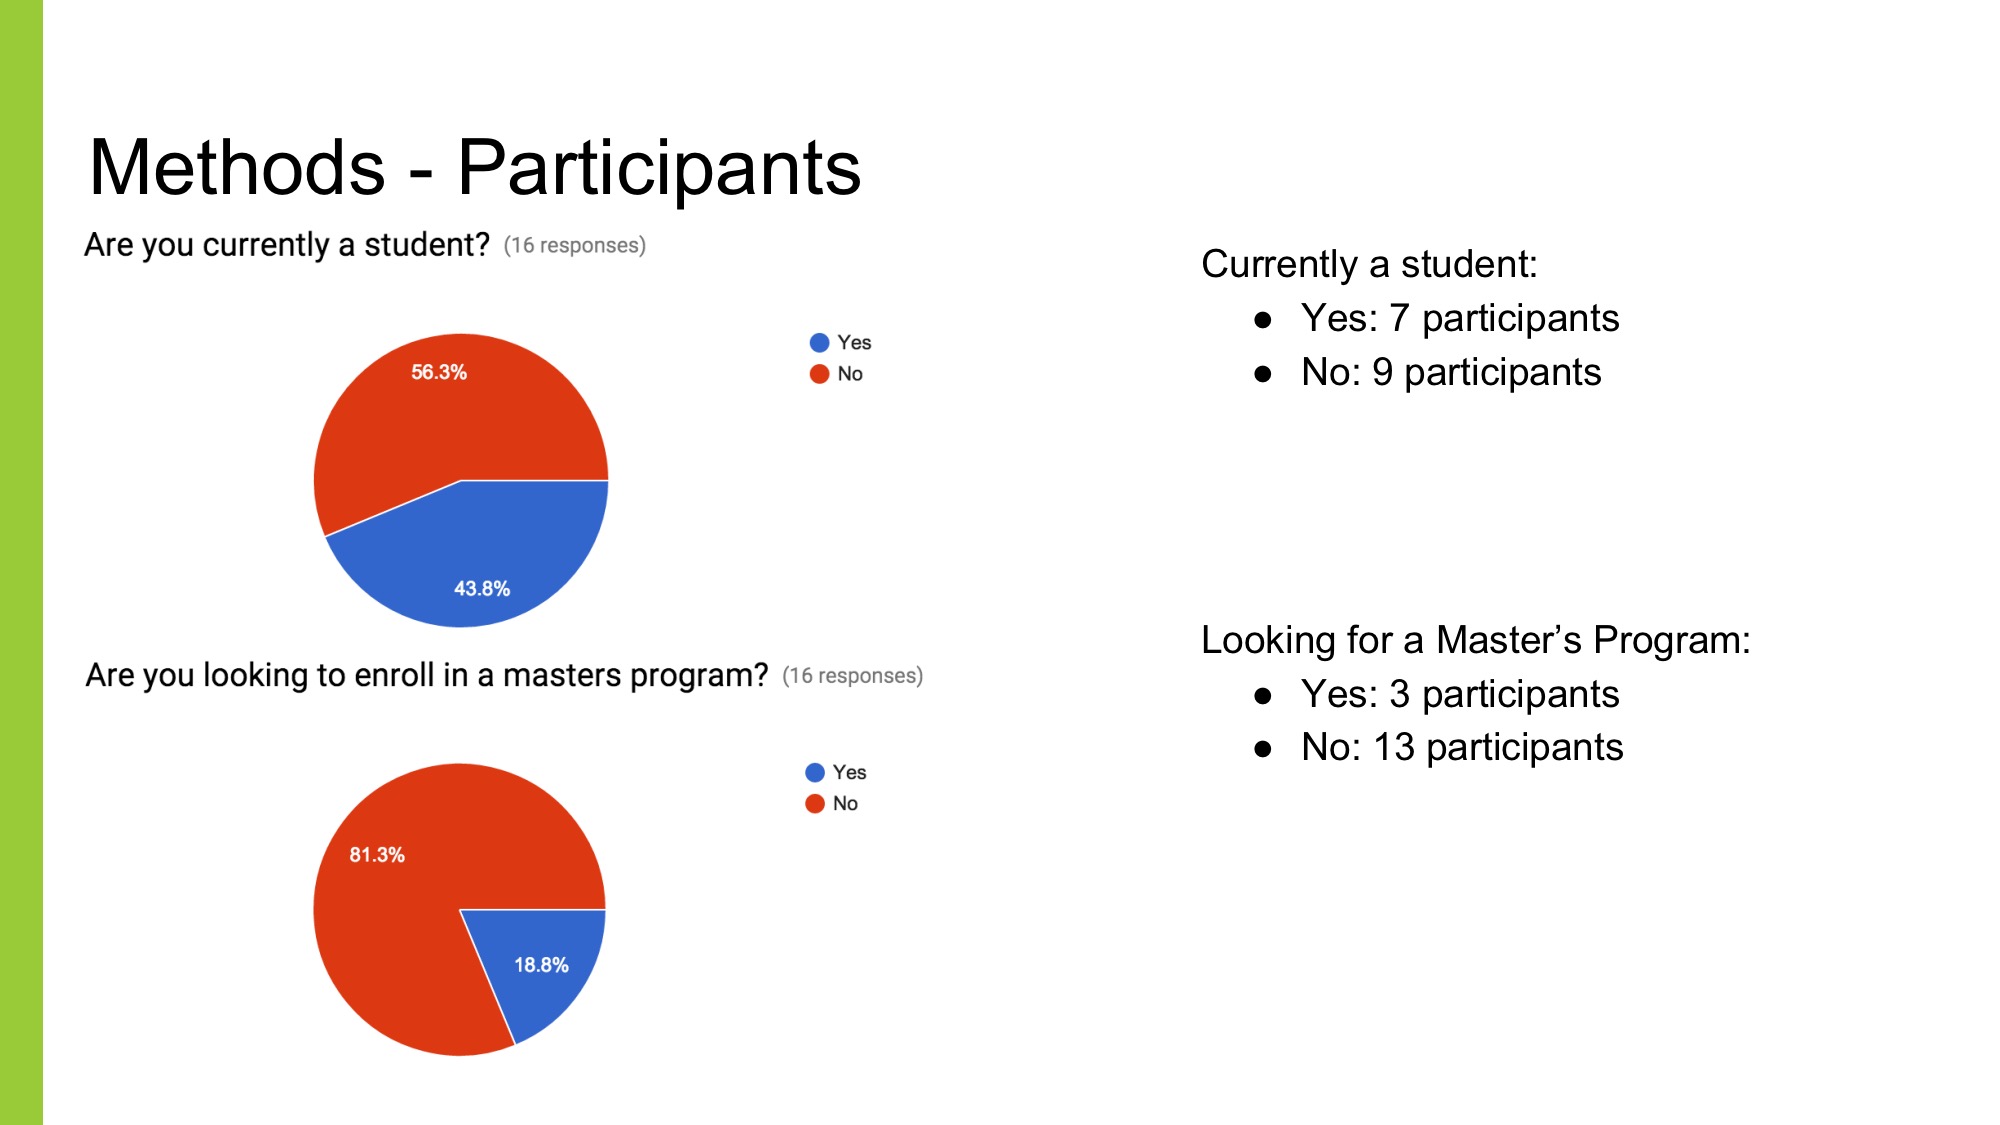 Methods - Participants
Are you currently a student? (16 responses)
Yes
No
56.3%
43.8%
Are you looking to enroll in a masters program? (16 responses)
Yes
No
81.3%
18.8%
Currently a student:
● Yes: 7 participants
● No: 9 participants
Looking for a Master’s Program:
● Yes: 3 participants
● No: 13 participants